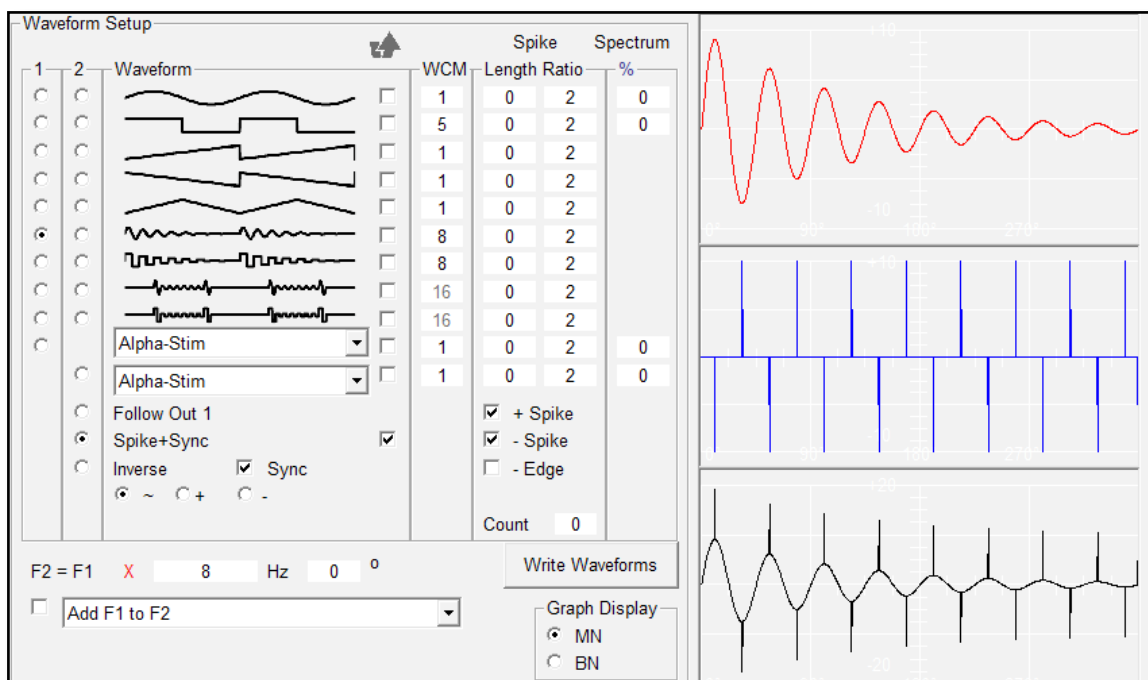 Waveform Setup
Spike Spectrum
1 2 Waveform WCM Length Ratio %
1 0 2 0
5 0 2 0
1 0 2
1 0 2
1 0 2
8 0 2
8 0 2
16 0 2
16 0 2
Alpha-Stim 1 0 2 0
Alpha-Stim 1 0 2 0
Follow Out 1 + Spike
Spike+Sync - Spike
Inverse Sync - Edge
~ + -
Count 0
F2 = F1 X 8 Hz 0 o
Write Waveforms
Add F1 to F2
Graph Display
MN
BN
+10
-10
0° 90° 180° 270°
+10
-10
0° 90° 180° 270°
+20
-20